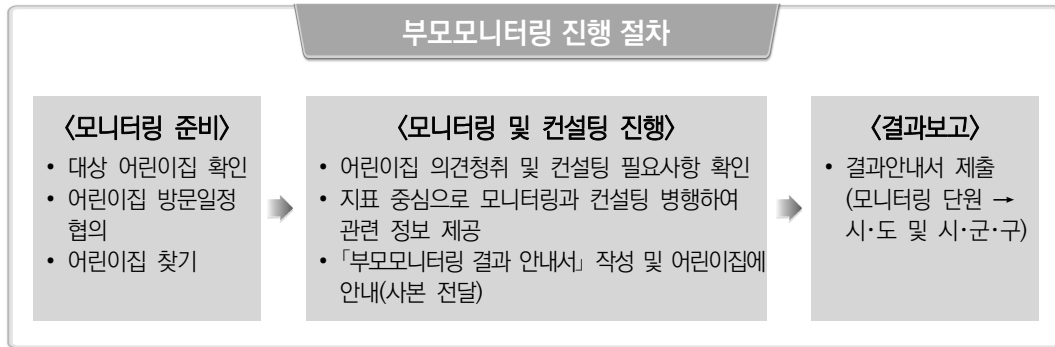 부모모니터링 진행 절차
〈모니터링 준비〉
• 대상 어린이집 확인
• 어린이집 방문일정
협의
• 어린이집 찾기
〈모니터링 및 컨설팅 진행〉
• 어린이집 의견청취 및 컨설팅 필요사항 확인
• 지표 중심으로 모니터링과 컨설팅 병행하여
관련 정보 제공
• 「부모모니터링 결과 안내서」 작성 및 어린이집에
안내(사본 전달)
〈결과보고〉
• 결과안내서 제출
(모니터링 단원 →
시·도 및 시·군·구)